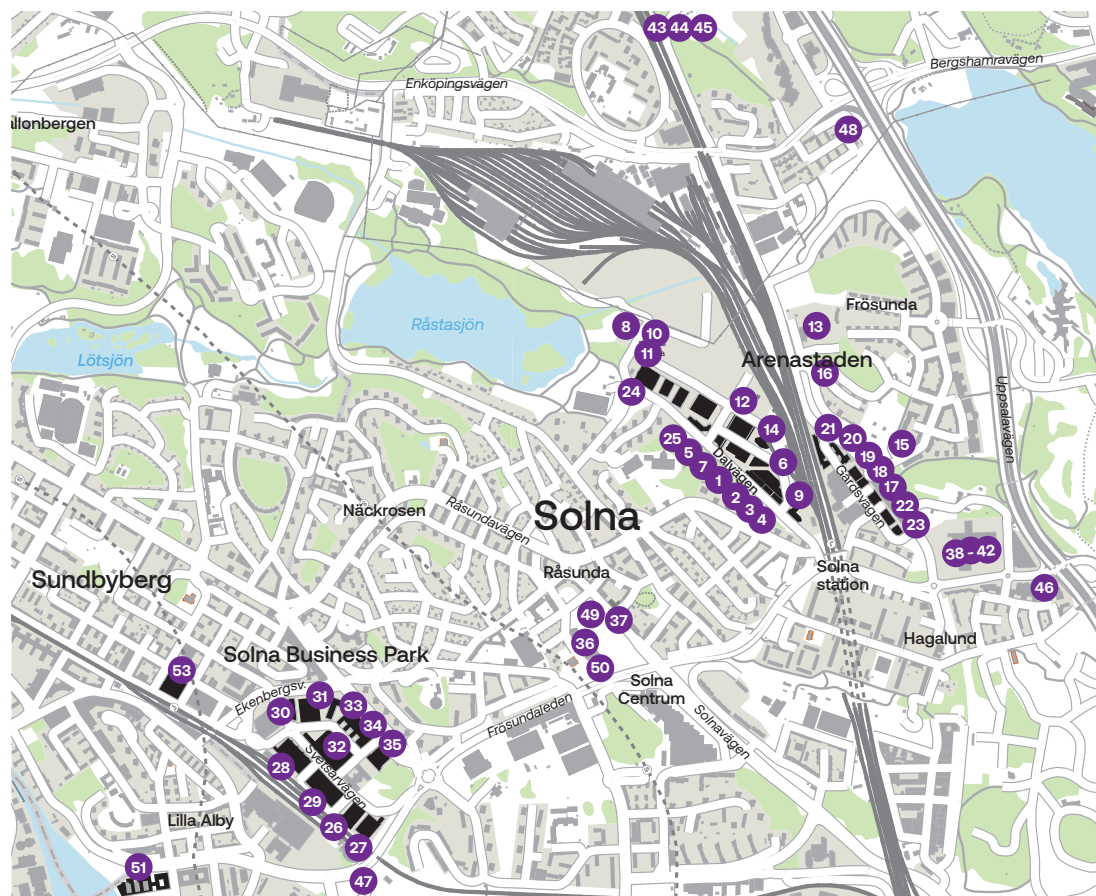 43 44 45
Bergshamravägen
Enköpingsvägen
allonbergen
48
Frösunda
8
10
13
Råstasjön
11
Lötsjön
Arenastaden
16
24
12
Uppsalavägen
14
21
25
20
15
5
19
7
Dalvägen
6
18
1
Gårdsvägen
17
2
9
22
3
4
23
Råsundavägen
Näckrosen
Solna
38 - 42
Råsunda
Solna
station
Sundbyberg
46
49
37
Hagalund
36
Solna Business Park
53
50
Solna
Centrum
Ekenbergsv.
31
33
30
34
Frösundaleden
Solnavägen
32
35
Svetsarvägen
28
29
Lilla Alby
26
27
51
47